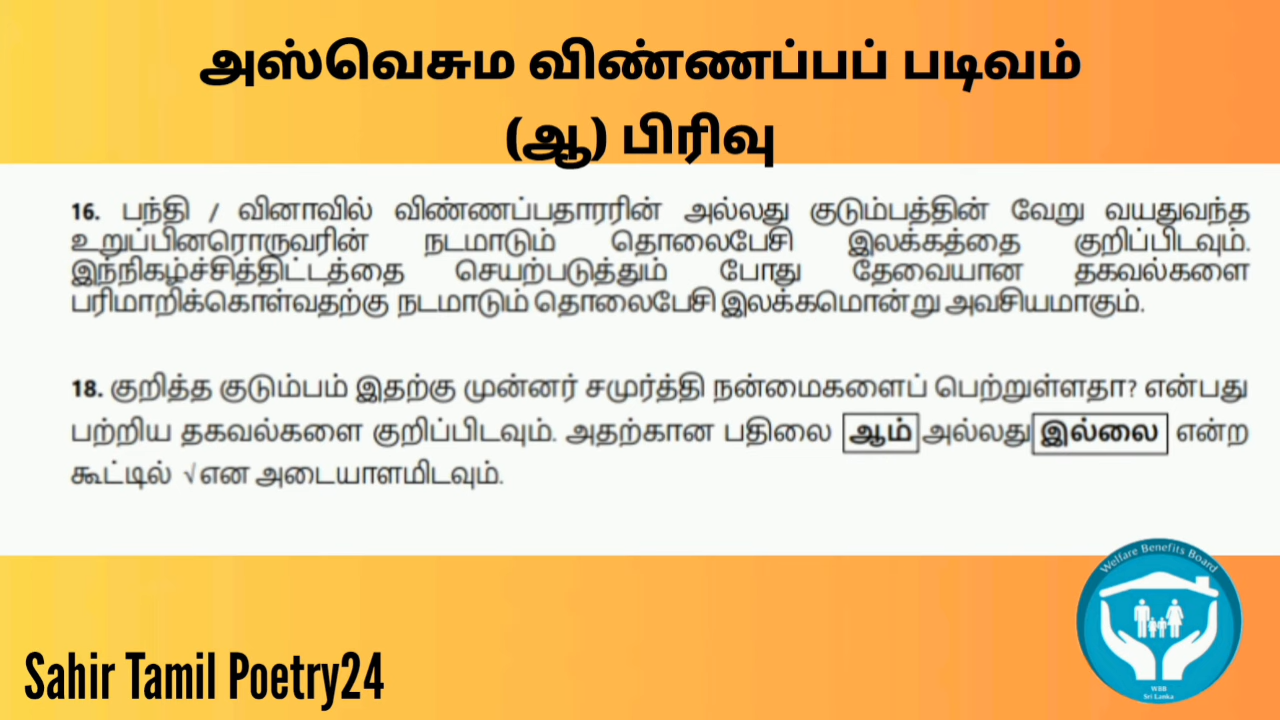 அஸ்வெசும விண்ணப்பப் படிவம்
(ஆ) பிரிவு
16. பந்தி / வினாவில் விண்ணப்பதாரரின் அல்லது குடும்பத்தின் வேறு வயதுவந்த
உறுப்பினரொருவரின் நடமாடும் தொலைபேசி இலக்கத்தை குறிப்பிடவும்.
இந்நிகழ்ச்சித்திட்டத்தை செயற்படுத்தும் போது தேவையான தகவல்களை
பரிமாறிக்கொள்வதற்கு நடமாடும் தொலைபேசி இலக்கமொன்று அவசியமாகும்.
18. குறித்த குடும்பம் இதற்கு முன்னர் சமுர்த்தி நன்மைகளைப் பெற்றுள்ளதா? என்பது
பற்றிய தகவல்களை குறிப்பிடவும். அதற்கான பதிலை ஆம் அல்லது இல்லை என்ற
கூட்டில் √ என அடையாளமிடவும்.
Welfare Benefits Board
WBB
Sri Lanka
Sahir Tamil Poetry24